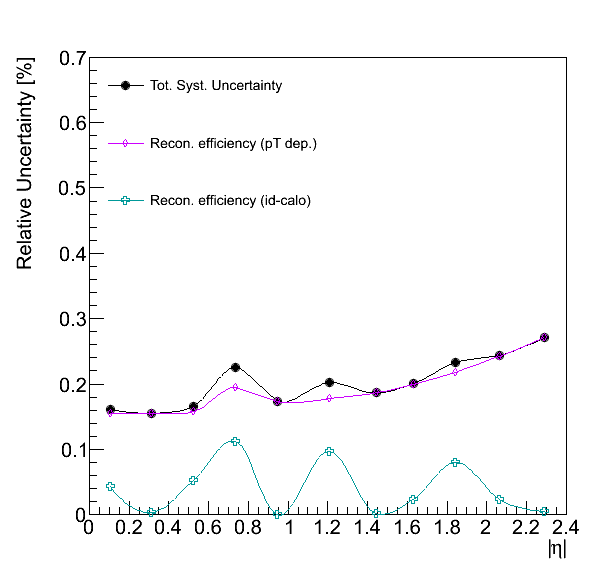 Relative Uncertainty [%]
0.7
0.6
0.5
0.4
0.3
0.2
0.1
0
Tot. Syst. Uncertainty
Recon. efficiency (pT dep.)
Recon. efficiency (id-calo)
0 0.2 0.4 0.6 0.8 1 1.2 1.4 1.6 1.8 2 2.2 2.4
|η|